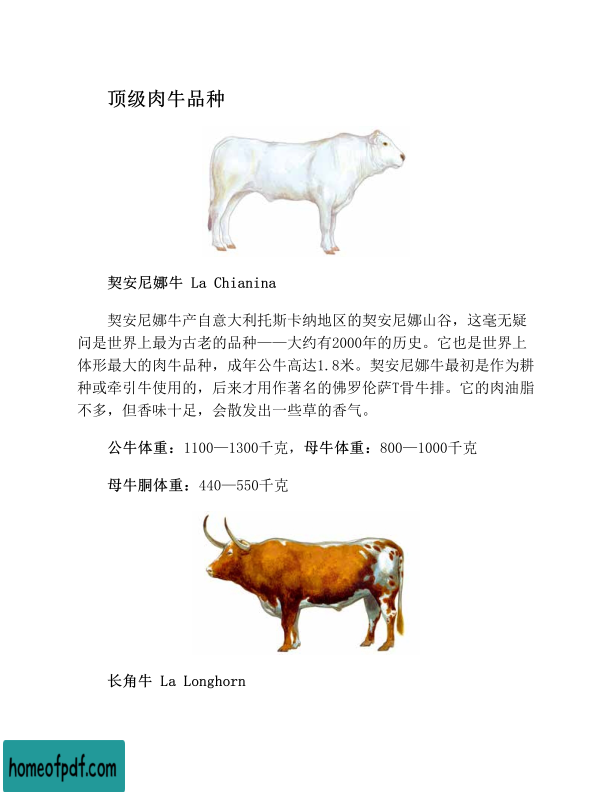 顶级肉牛品种
契安尼娜牛 La Chianina
契安尼娜牛产自意大利托斯卡纳地区的契安尼娜山谷，这毫无疑
问是世界上最为古老的品种——大约有2000年的历史。它也是世界上
体形最大的肉牛品种，成年公牛高达1.8米。契安尼娜牛最初是作为耕
种或牵引牛使用的，后来才用作著名的佛罗伦萨T骨牛排。它的肉油脂
不多，但香味十足，会散发出一些草的香气。
公牛体重：1100—1300千克，母牛体重：800—1000千克
母牛胴体重：440—550千克
长角牛 La Longhorn
homeofpdf.com